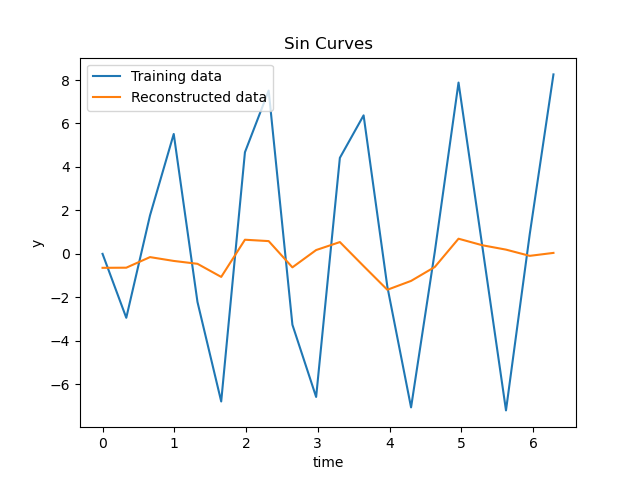 Sin Curves
Training data
Reconstructed data
8
6
4
2
0
−2
−4
−6
y
0 1 2 3 4 5 6
time